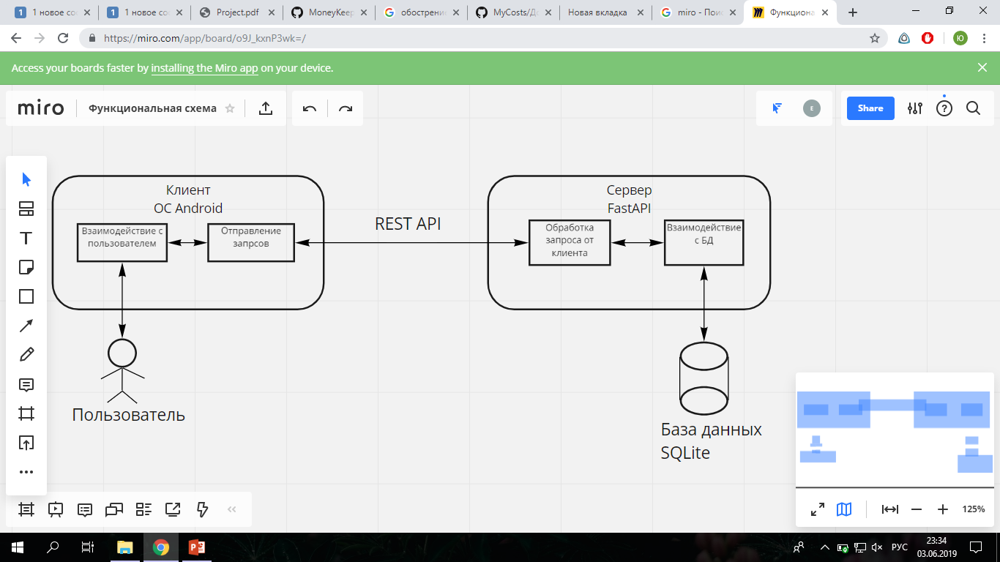 1 новое со
1 новое со
Project.pdf
MoneyKeep
обострени
MyCosts/До
Новая вкладка
miro - Поис
Функциона
https://miro.com/app/board/o9J_kxnP3wk=/
Ю
Access your boards faster by installing the Miro app on your device.
miro
Функциональная схема
E
Share
?
Клиент
ОС Android
Взаимодействие с
пользователем
Отправление
запрсов
REST API
Сервер
FastAPI
Обработка
запроса от
клиента
Взаимодействие
с БД
Пользователь
База данных
SQLite
125%
РУС
23:34
03.06.2019